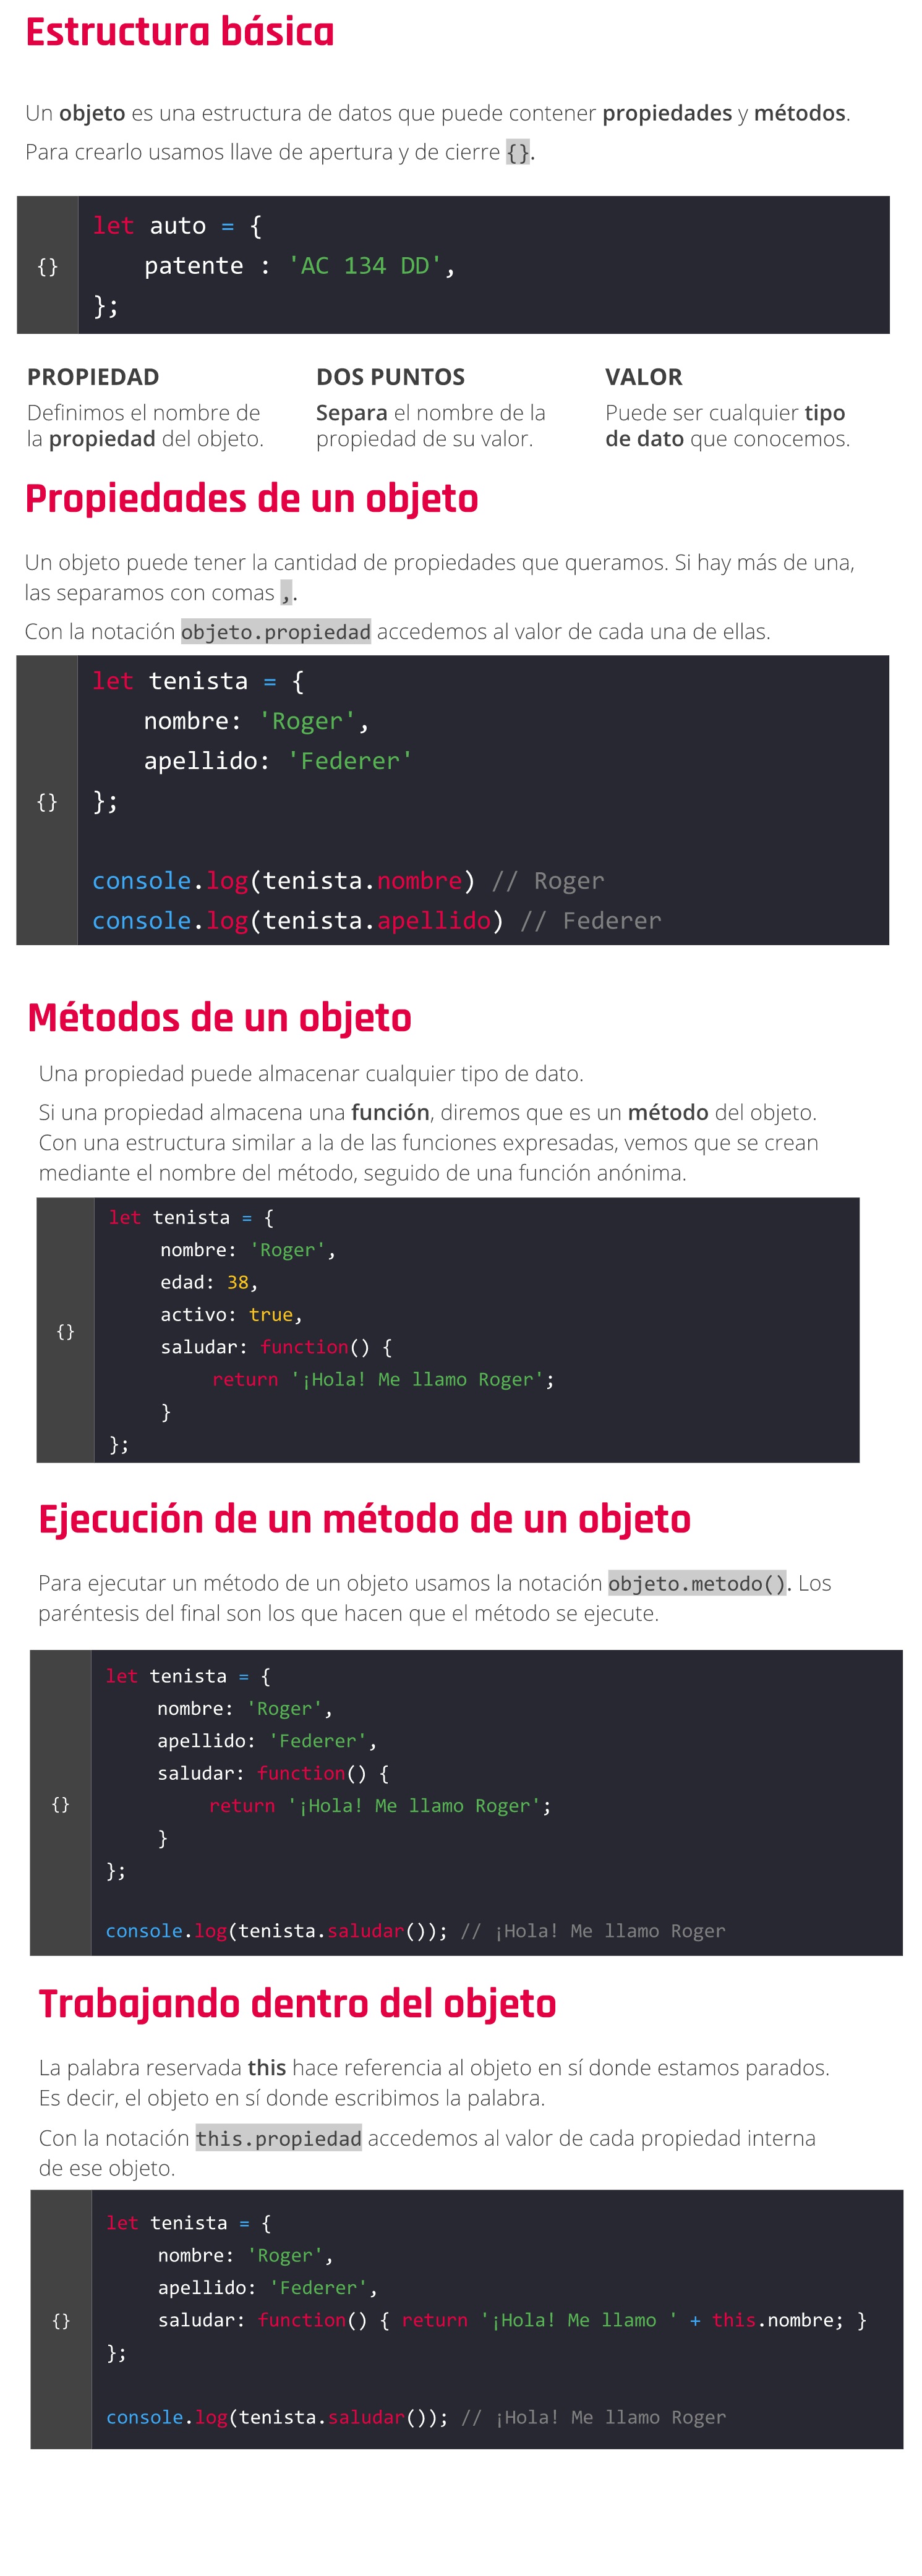 Estructura básica
Un objeto es una estructura de datos que puede contener propiedades y métodos.
Para crearlo usamos llave de apertura y de cierre {}.
{}
let auto = {
patente : 'AC 134 DD',
};
PROPIEDAD
Definimos el nombre de
la propiedad del objeto.
DOS PUNTOS
Separa el nombre de la
propiedad de su valor.
VALOR
Puede ser cualquier tipo
de dato que conocemos.
Propiedades de un objeto
Un objeto puede tener la cantidad de propiedades que queramos. Si hay más de una,
las separamos con comas ,.
Con la notación objeto.propiedad accedemos al valor de cada una de ellas.
{}
let tenista = {
nombre: 'Roger',
apellido: 'Federer'
};
console.log(tenista.nombre) // Roger
console.log(tenista.apellido) // Federer
Métodos de un objeto
Una propiedad puede almacenar cualquier tipo de dato.
Si una propiedad almacena una función, diremos que es un método del objeto.
Con una estructura similar a la de las funciones expresadas, vemos que se crean
mediante el nombre del método, seguido de una función anónima.
{}
let tenista = {
nombre: 'Roger',
edad: 38,
activo: true,
saludar: function() {
return '¡Hola! Me llamo Roger';
}
};
Ejecución de un método de un objeto
Para ejecutar un método de un objeto usamos la notación objeto.metodo(). Los
paréntesis del final son los que hacen que el método se ejecute.
{}
let tenista = {
nombre: 'Roger',
apellido: 'Federer',
saludar: function() {
return '¡Hola! Me llamo Roger';
}
};
console.log(tenista.saludar()); // ¡Hola! Me llamo Roger
Trabajando dentro del objeto
La palabra reservada this hace referencia al objeto en sí donde estamos parados.
Es decir, el objeto en sí donde escribimos la palabra.
Con la notación this.propiedad accedemos al valor de cada propiedad interna
de ese objeto.
{}
let tenista = {
nombre: 'Roger',
apellido: 'Federer',
saludar: function() { return '¡Hola! Me llamo ' + this.nombre; }
};
console.log(tenista.saludar()); // ¡Hola! Me llamo Roger